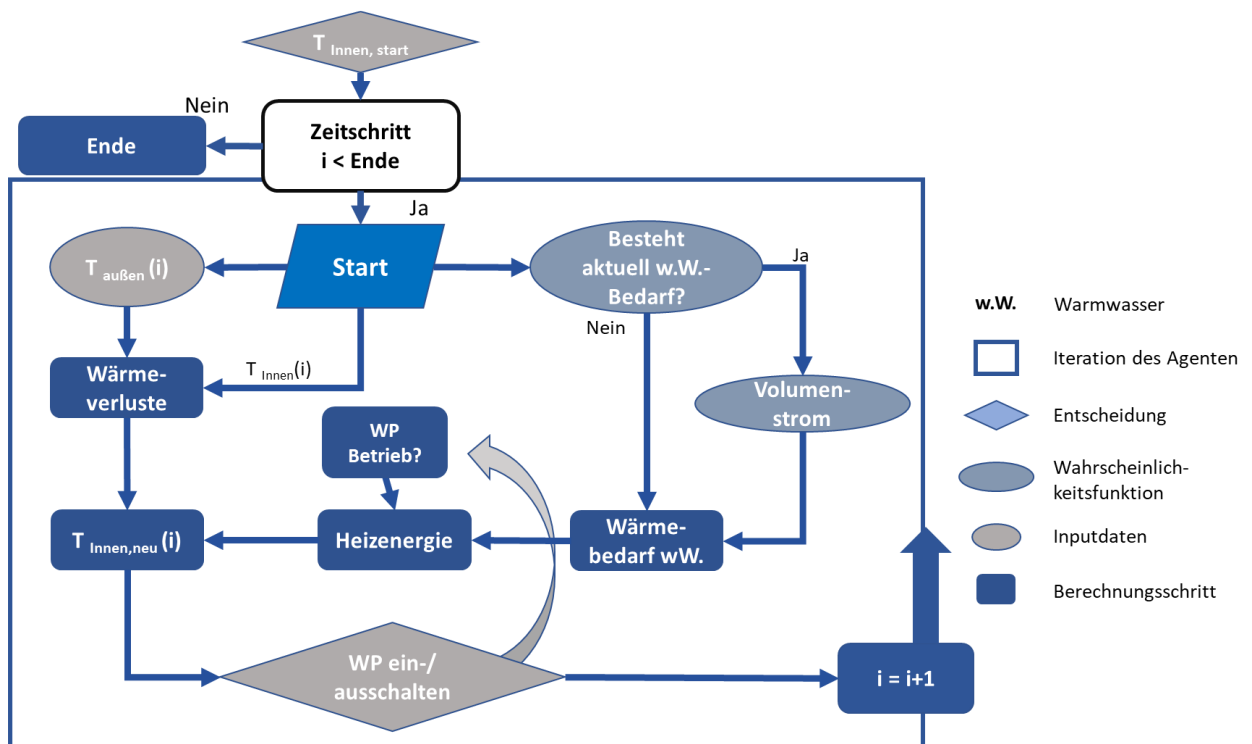 T Innen, start
Nein
Zeitschritt
i < Ende
Ende
Ja
T außen (i)
Start
Besteht
aktuell w.W.-
Bedarf?
Ja
Nein
T Innen(i)
Wärme-
verluste
Volumen-
strom
WP
Betrieb?
T Innen,neu (i)
Heizenergie
Wärme-
bedarf wW.
WP ein-/
ausschalten
i = i+1
w.W. Warmwasser
Iteration des Agenten
Entscheidung
Wahrscheinlich-
keitsfunktion
Inputdaten
Berechnungsschritt